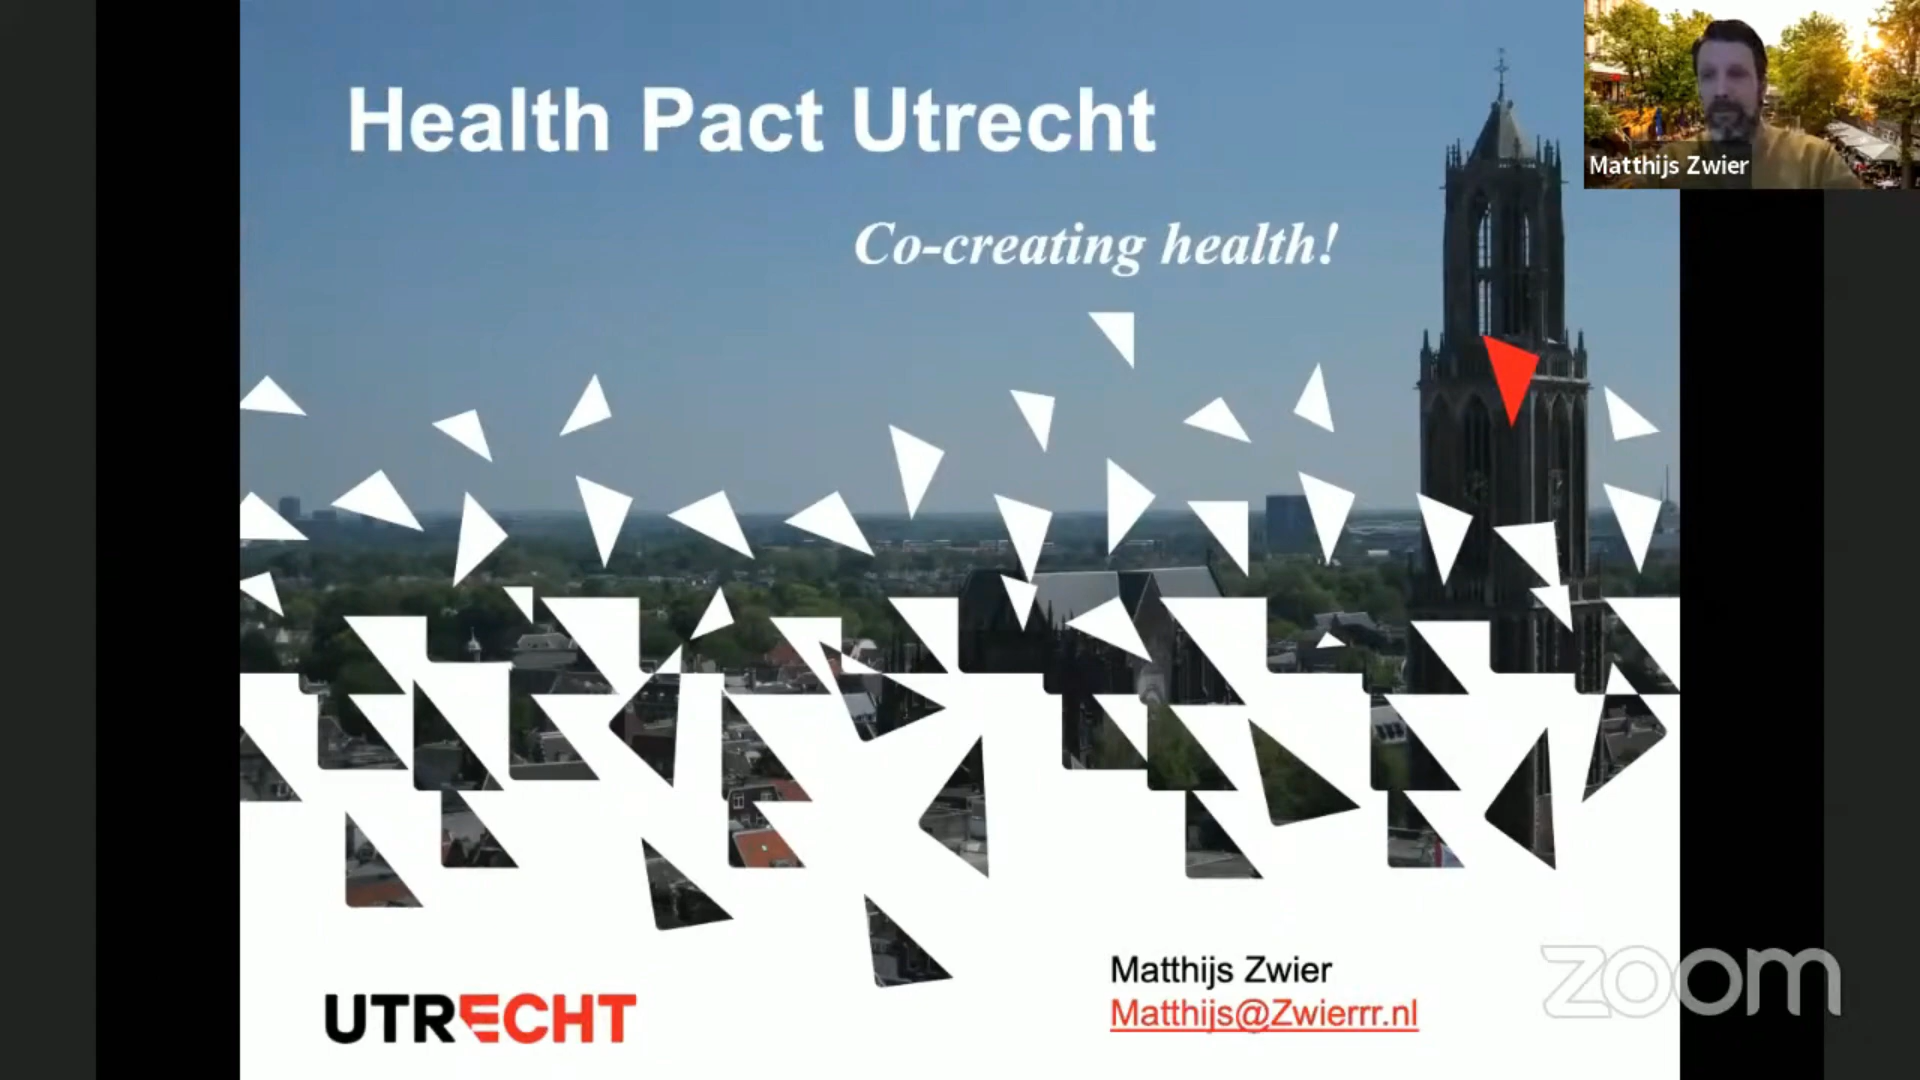 Health Pact Utrecht
Co-creating health!
Matthijs Zwier
Matthijs Zwier
Matthijs@Zwierrr.nl
UTRECHT
zoom